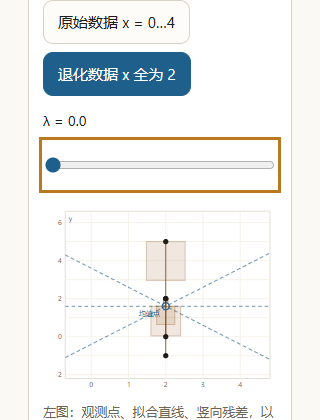 原始数据 x = 0…4
退化数据 x 全为 2
λ = 0.0
y
6
4
2
均值点
0
2
0
1
2
3
4
左图：观测点、拟合直线、竖向残差，以